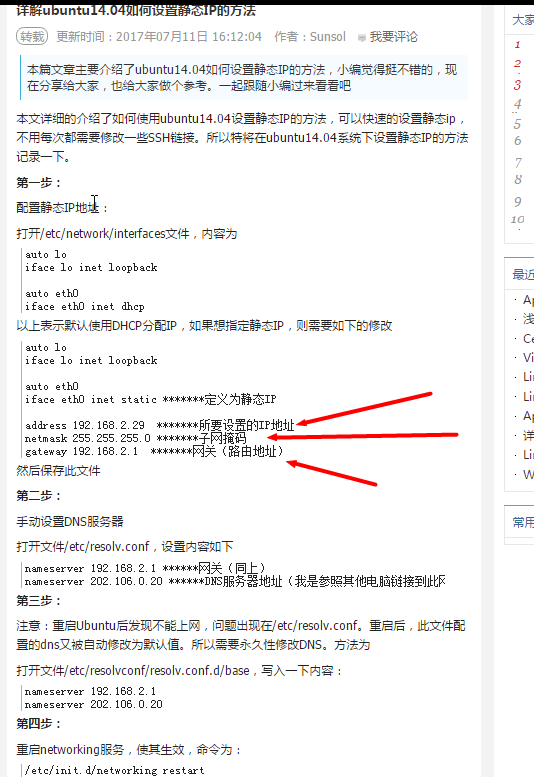 详解ubuntu14.04如何设置静态IP的方法
转载 更新时间：2017年07月11日 16:12:04 作者：Sunsol 我要评论
本篇文章主要介绍了ubuntu14.04如何设置静态IP的方法，小编觉得挺不错的，现
在分享给大家，也给大家做个参考。一起跟随小编过来看看吧
本文详细的介绍了如何使用ubuntu14.04设置静态IP的方法，可以快速的设置静态ip，
不用每次都需要修改一些SSH链接。所以特将在ubuntu14.04系统下设置静态IP的方法
记录一下。
第一步：
配置静态IP地址：
打开/etc/network/interfaces文件，内容为
auto lo
iface lo inet loopback
auto eth0
iface eth0 inet dhcp
以上表示默认使用DHCP分配IP，如果想指定静态IP，则需要如下的修改
auto lo
iface lo inet loopback
auto eth0
iface eth0 inet static *******定义为静态IP
address 192.168.2.29 *******所要设置的IP地址
netmask 255.255.255.0 *******子网掩码
gateway 192.168.2.1 *******网关（路由地址）
然后保存此文件
第二步：
手动设置DNS服务器
打开文件/etc/resolv.conf，设置内容如下
nameserver 192.168.2.1 ******网关（同上）
nameserver 202.106.0.20 ******DNS服务器地址（我是参照其他电脑链接到此
第三步：
注意：重启Ubuntu后发现不能上网，问题出现在/etc/resolv.conf。重启后，此文件配
置的dns又被自动修改为默认值。所以需要永久性修改DNS。方法为
打开文件/etc/resolvconf/resolv.conf.d/base，写入一下内容：
nameserver 192.168.2.1
nameserver 202.106.0.20
第四步：
重启networking服务，使其生效，命令为：
/etc/init.d/networking restart
大家
1
2
3
4
5
6
7
8
9
10
最近
Ap
浅
Ce
Vi
Lin
Lin
Ap
详
Lin
W
常用